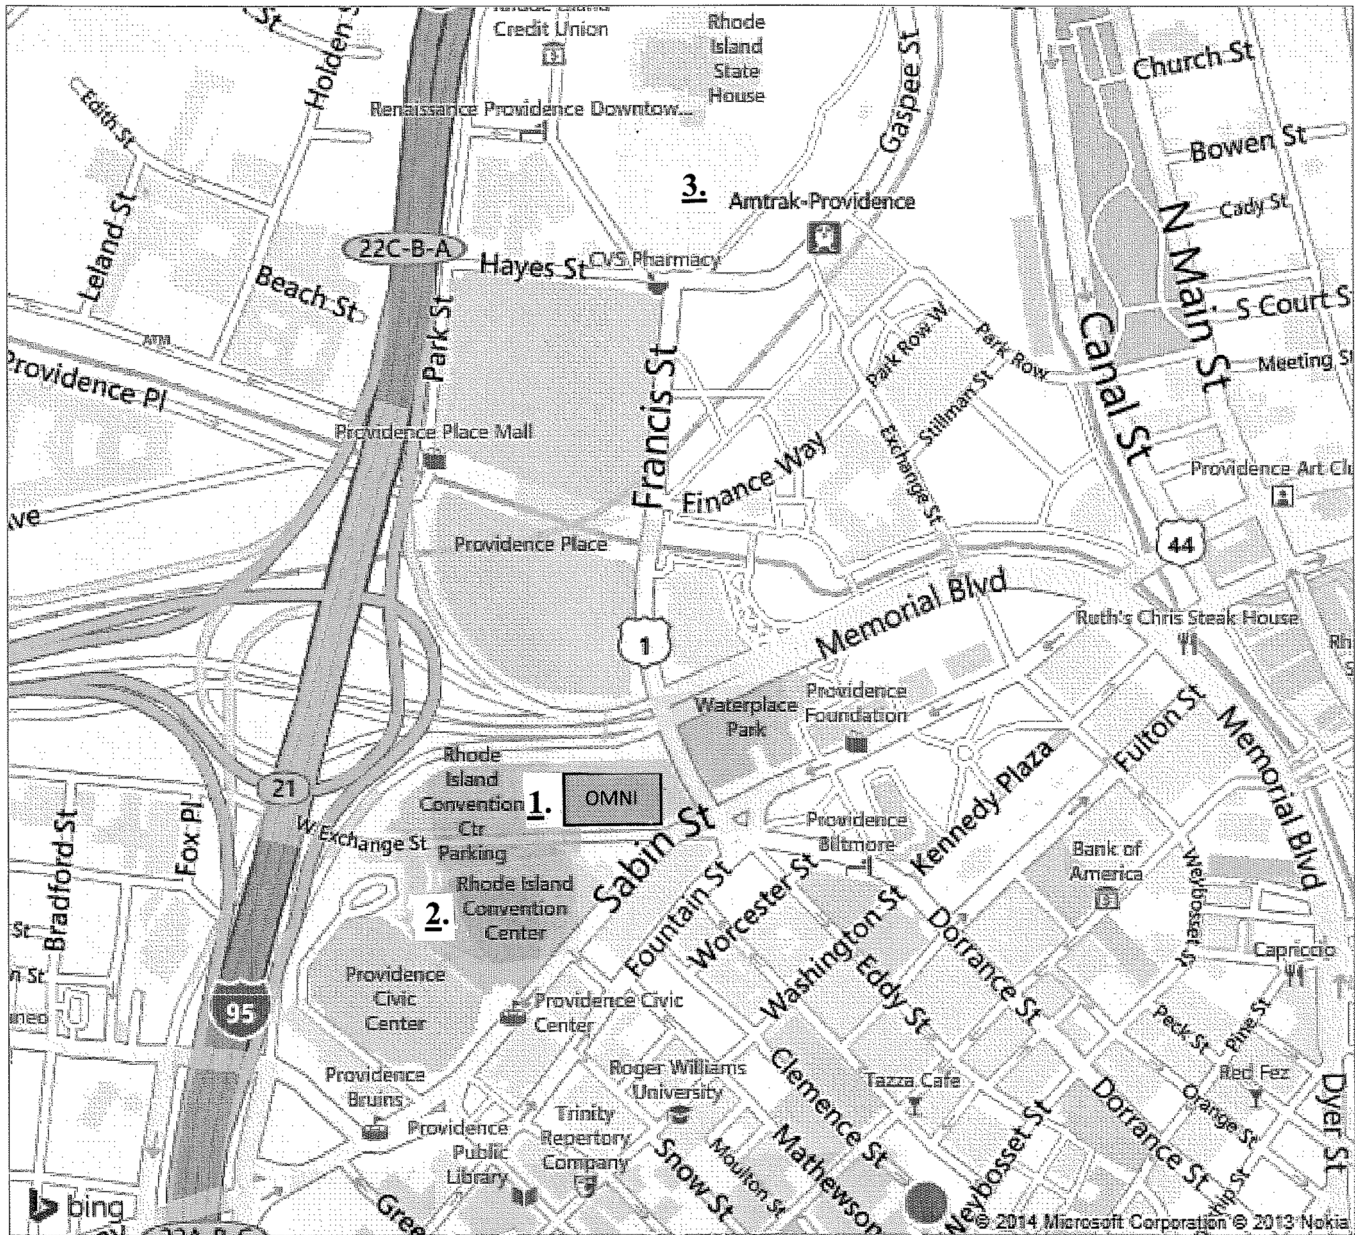 St
Holden S
Credit Union
Rhode
Island
State
House
Gaspee St
Church St
Edith St
Renaissance Providence Downtow...
Bowen St
3.
Amtrak-Providence
Cady St
Leland St
22C-B-A
Hayes St
CVS Pharmacy
N Main St
Beach St
S Court S
ATM
Park St
Park Row W
Park Row
Canal St
Meeting St
Providence Pl
Francis St
Stillman St
Providence Place Mall
Exchange St
Finance Way
Providence Art Clu
Ave
Providence Place
44
Memorial Blvd
Ruth's Chris Steak House
1
Rh
Waterplace
Park
Providence
Foundation
Fulton St
Memorial Blvd
Rhode
Island
Convention
Ctr
Parking
1.
OMNI
21
W Exchange St
Sabin St
Kennedy Plaza
Providence
Biltmore
Bank of
America
Fox Pl
Bradford St
Weybosset St
Rhode Island
Convention
Center
2.
Fountain St
Worcester St
Washington St
Eddy St
Dorrance St
Capriccio
St
n St
Providence
Civic
Center
Providence Civic
Center
95
Peck St
Pine St
Providence
Bruins
Roger Williams
University
Clemence St
Tazza Cafe
Red Fez
Orange St
Dyer St
Dorrance St
Providence
Public
Library
Trinity
Repertory
Company
Snow St
Moulton St
Mathewson
Weybosset St
ship St
bing
Gree
© 2014 Microsoft Corporation © 2013 Nokia